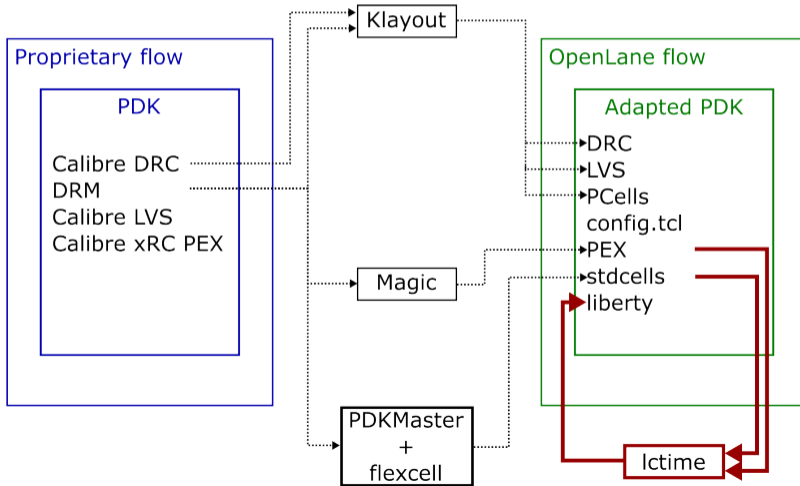 Klayout
Proprietary flow
PDK
Calibre DRC
DRM
Calibre LVS
Calibre xRC PEX
Magic
PDKMaster
+
flexcell
OpenLane flow
Adapted PDK
DRC
LVS
PCells
config.tcl
PEX
stdcells
liberty
lctime